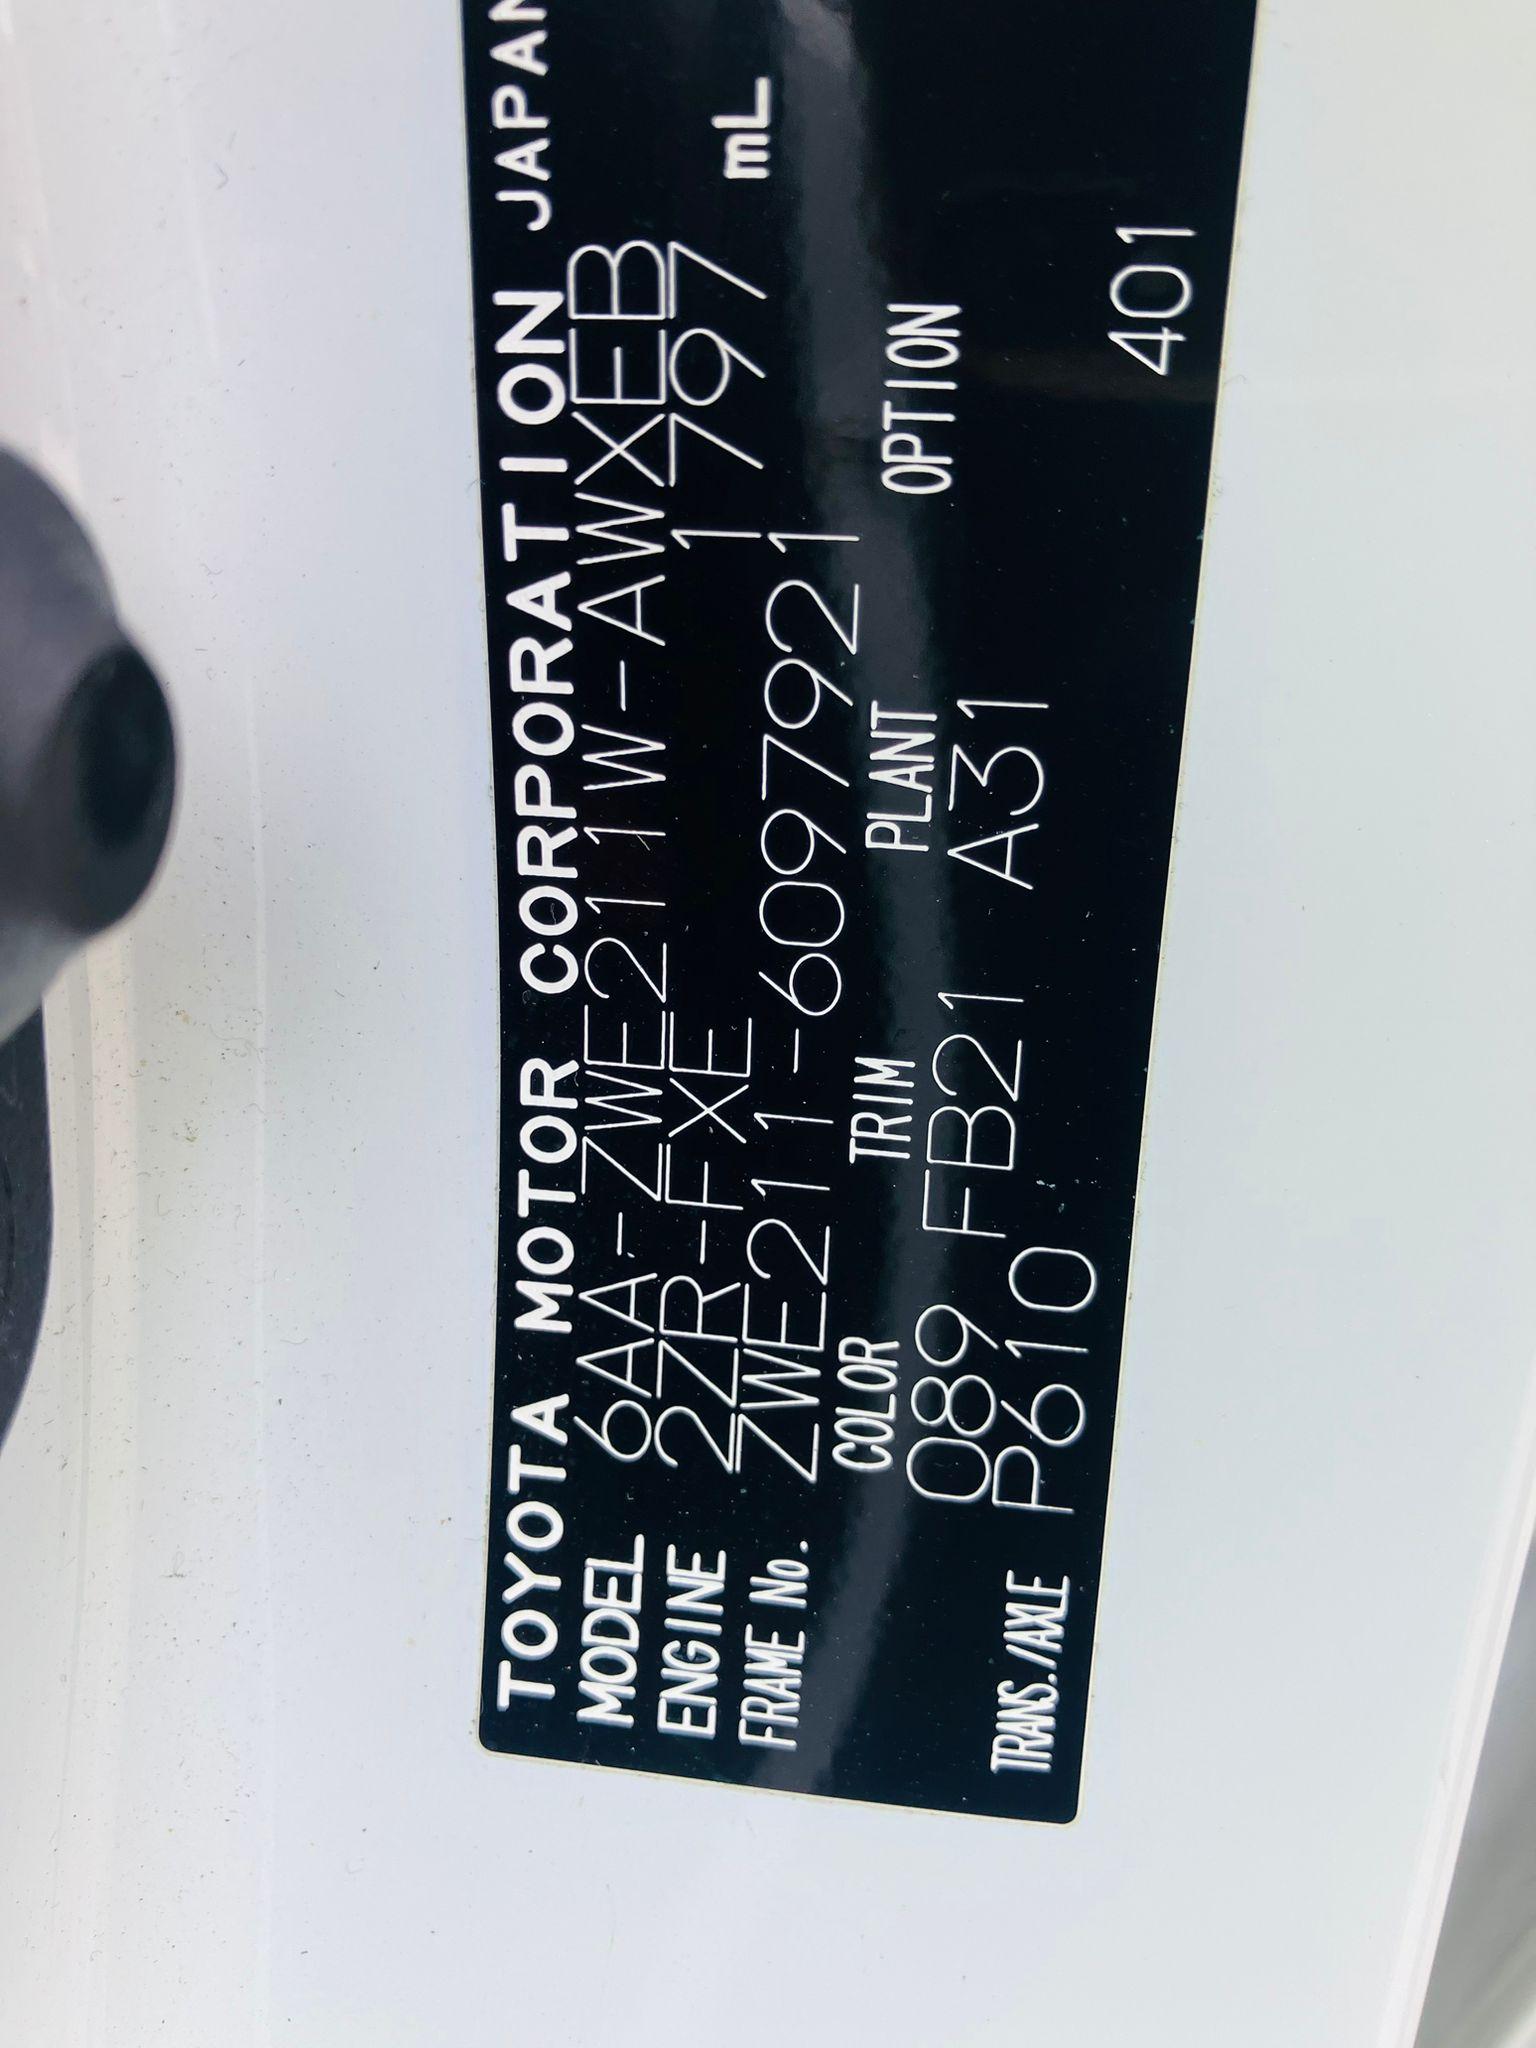 TOYOTA MOTOR CORPORATION JAPAN
MODEL 6AA-ZWE211W-AWXEB
ENGINE 2ZR-FXE 1797 mL
FRAME No. ZWE211-6097921
COLOR TRIM PLANT OPTION
089 FB21 A31
TRANS./AXLE P610 401